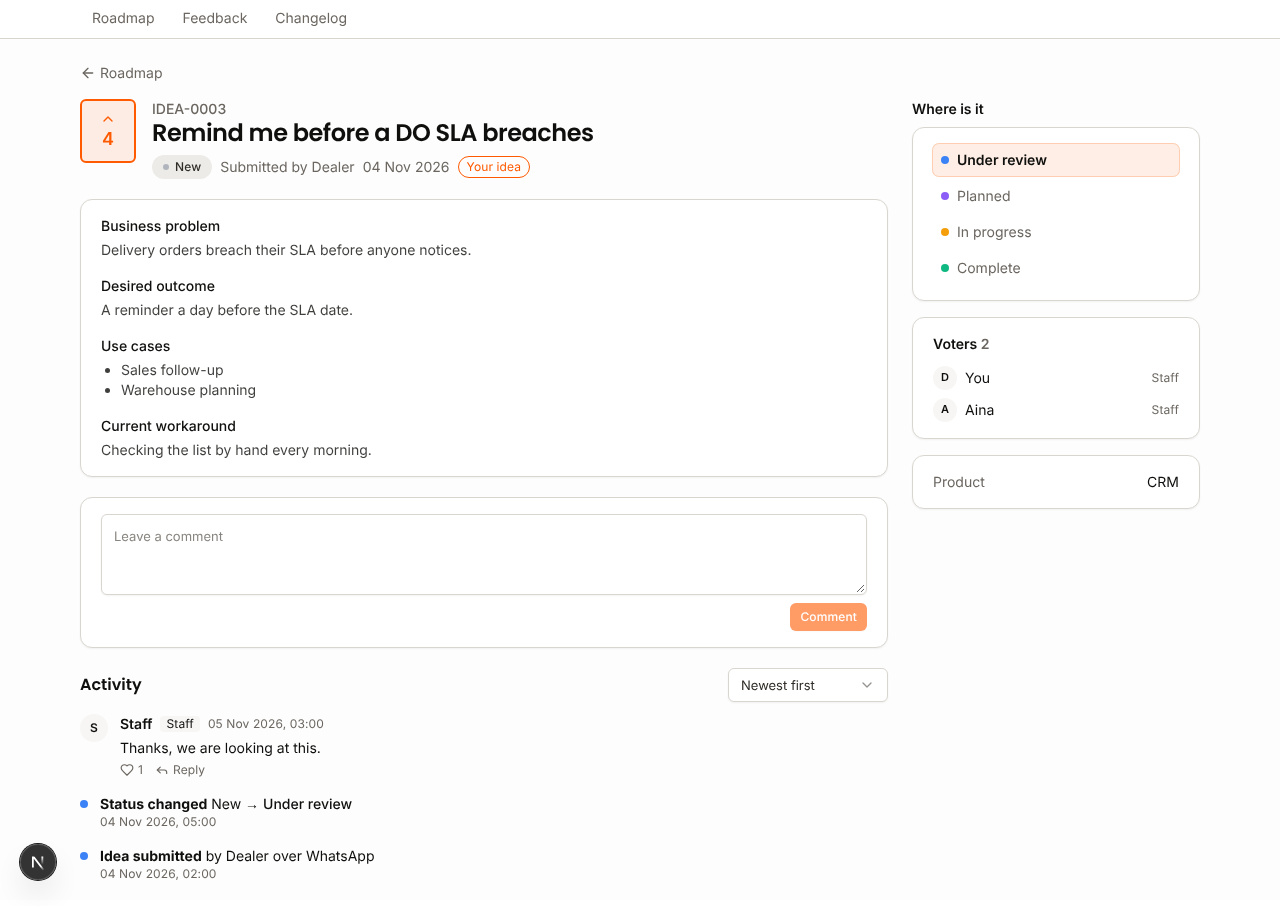 Roadmap Feedback Changelog
Roadmap
4
IDEA-0003
Remind me before a DO SLA breaches
New Submitted by Dealer 04 Nov 2026 Your idea
Business problem
Delivery orders breach their SLA before anyone notices.
Desired outcome
A reminder a day before the SLA date.
Use cases
Sales follow-up
Warehouse planning
Current workaround
Checking the list by hand every morning.
Leave a comment
Comment
Activity
Newest first
S
Staff Staff 05 Nov 2026, 03:00
Thanks, we are looking at this.
1 Reply
Status changed New → Under review
04 Nov 2026, 05:00
Idea submitted by Dealer over WhatsApp
04 Nov 2026, 02:00
Where is it
Under review
Planned
In progress
Complete
Voters 2
D You Staff
A Aina Staff
Product CRM
N